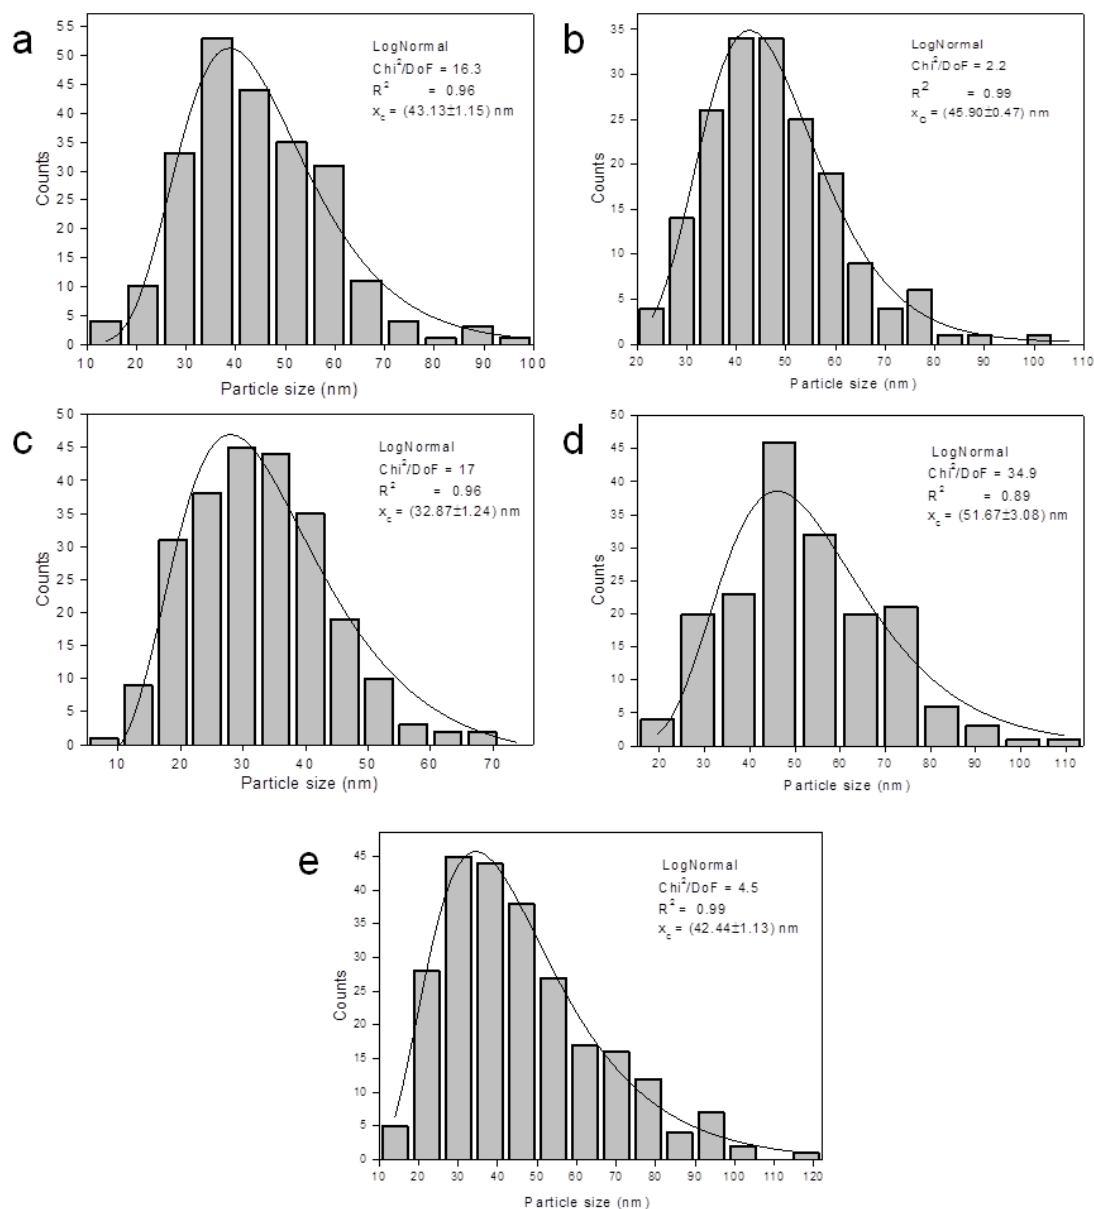 a
LogNormal
Chi²/DoF = 16.3
R² = 0.96
x_c = (43.13±1.15) nm
Counts
55
50
45
40
35
30
25
20
15
10
5
0
10 20 30 40 50 60 70 80 90 100
Particle size (nm)
b
LogNormal
Chi²/DoF = 2.2
R² = 0.99
x_c = (45.90±0.47) nm
Counts
35
30
25
20
15
10
5
0
20 30 40 50 60 70 80 90 100 110
Particle size (nm)
c
LogNormal
Chi²/DoF = 17
R² = 0.96
x_c = (32.87±1.24) nm
Counts
50
45
40
35
30
25
20
15
10
5
0
10 20 30 40 50 60 70
Particle size (nm)
d
LogNormal
Chi²/DoF = 34.9
R² = 0.89
x_c = (51.67±3.08) nm
Counts
50
45
40
35
30
25
20
15
10
5
0
20 30 40 50 60 70 80 90 100 110
Particle size (nm)
e
LogNormal
Chi²/DoF = 4.5
R² = 0.99
x_c = (42.44±1.13) nm
Counts
45
40
35
30
25
20
15
10
5
0
10 20 30 40 50 60 70 80 90 100 110 120
Particle size (nm)